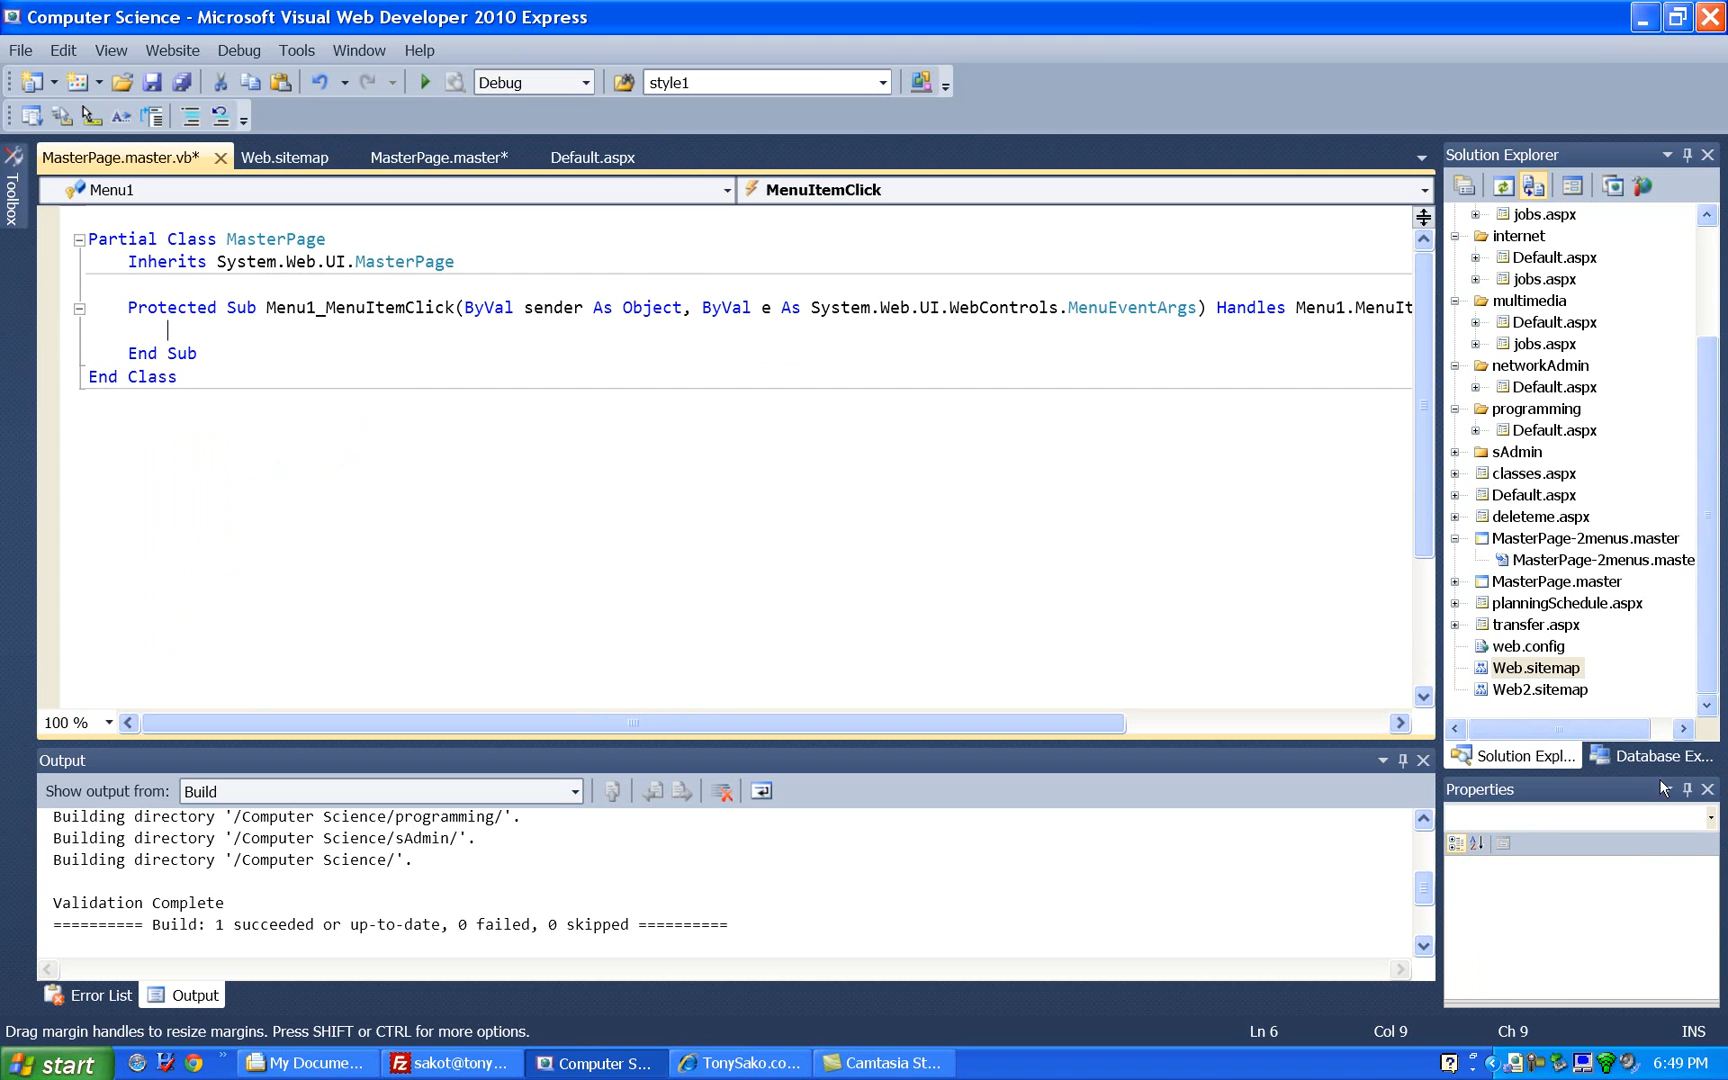 Computer Science - Microsoft Visual Web Developer 2010 Express
File Edit View Website Debug Tools Window Help
Debug style1
MasterPage.master.vb* Web.sitemap MasterPage.master* Default.aspx
Menu1 MenuItemClick
Toolbox
Partial Class MasterPage
Inherits System.Web.UI.MasterPage
Protected Sub Menu1_MenuItemClick(ByVal sender As Object, ByVal e As System.Web.UI.WebControls.MenuEventArgs) Handles Menu1.MenuIt
End Sub
End Class
100 %
Solution Explorer
jobs.aspx
internet
Default.aspx
jobs.aspx
multimedia
Default.aspx
jobs.aspx
networkAdmin
Default.aspx
programming
Default.aspx
sAdmin
classes.aspx
Default.aspx
deleteme.aspx
MasterPage-2menus.master
MasterPage-2menus.maste
MasterPage.master
planningSchedule.aspx
transfer.aspx
web.config
Web.sitemap
Web2.sitemap
Solution Expl... Database Ex...
Properties
Output
Show output from: Build
Building directory '/Computer Science/programming/'.
Building directory '/Computer Science/sAdmin/'.
Building directory '/Computer Science/'.
Validation Complete
========== Build: 1 succeeded or up-to-date, 0 failed, 0 skipped ==========
Error List Output
Drag margin handles to resize margins. Press SHIFT or CTRL for more options. Ln 6 Col 9 Ch 9 INS
start My Docume... sakot@tony... Computer S... TonySako.co... Camtasia St... 6:49 PM